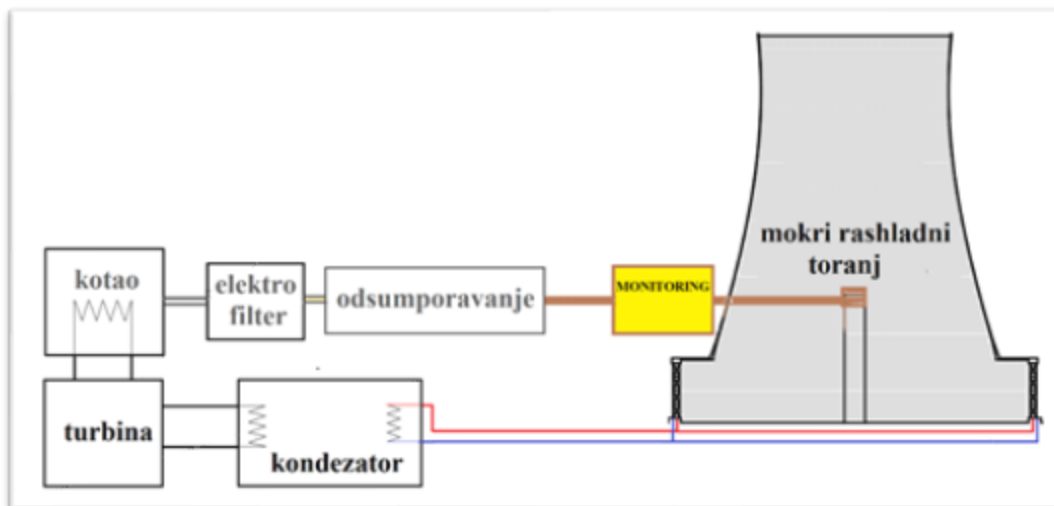 mokri rashladni
toranj
kotao
elektro
filter
odsumporavanje
MONITORING
turbina
kondezator